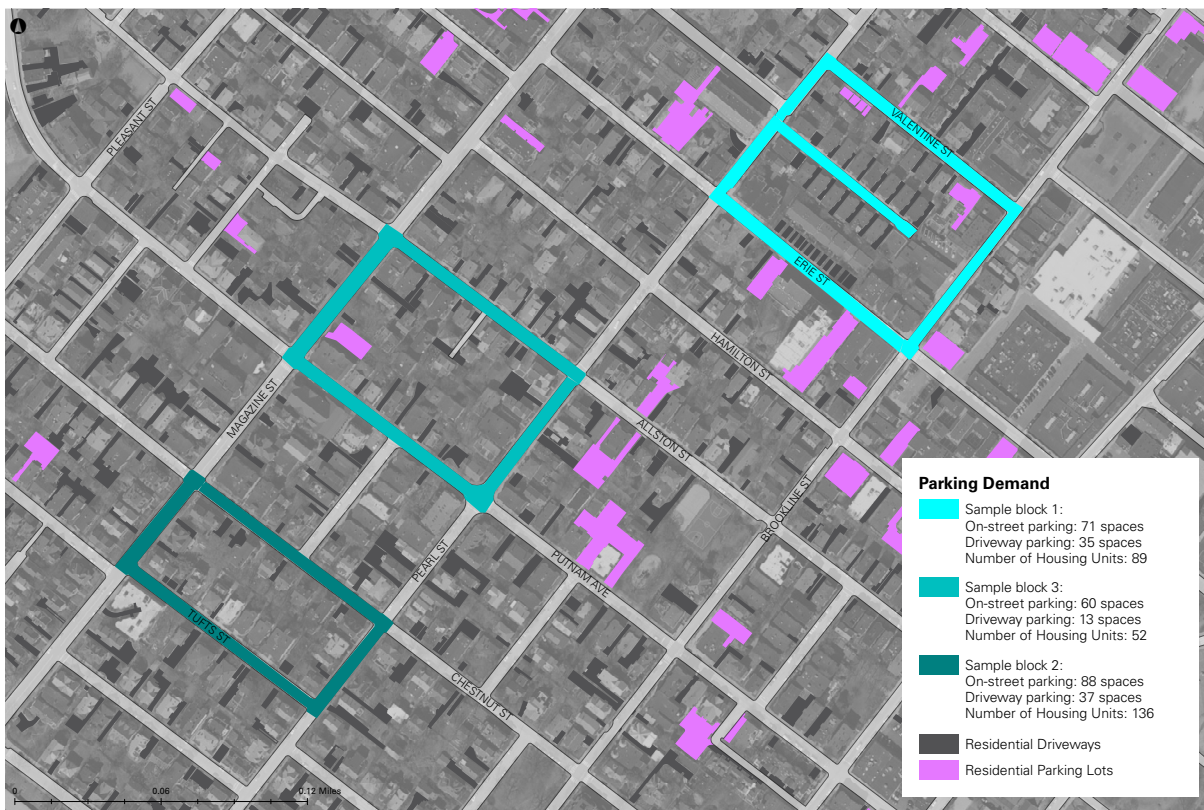 PLEASANT ST
VALENTINE ST
ERIE ST
HAMILTON ST
MAGAZINE ST
ALLSTON ST
BROOKLINE ST
PEARL ST
PUTNAM AVE
TUFTS ST
CHESTNUT ST
Parking Demand
Sample block 1:
On-street parking: 71 spaces
Driveway parking: 35 spaces
Number of Housing Units: 89
Sample block 3:
On-street parking: 60 spaces
Driveway parking: 13 spaces
Number of Housing Units: 52
Sample block 2:
On-street parking: 88 spaces
Driveway parking: 37 spaces
Number of Housing Units: 136
Residential Driveways
Residential Parking Lots
0 0.06 0.12 Miles